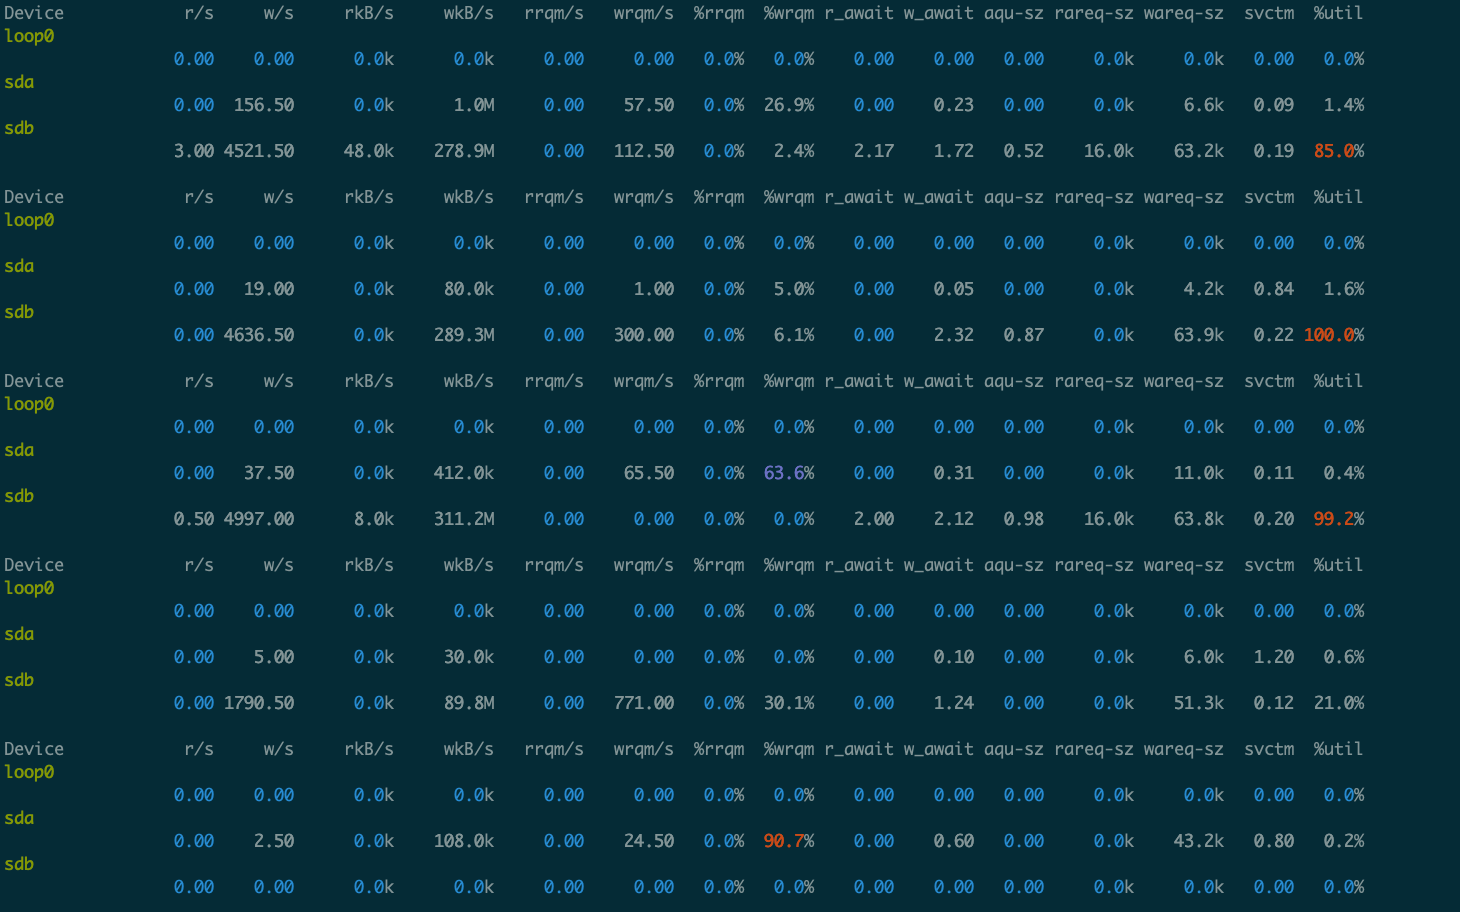 Device r/s w/s rkB/s wkB/s rrqm/s wrqm/s %rrqm %wrqm r_await w_await aqu-sz rareq-sz wareq-sz svctm %util
loop0
0.00 0.00 0.0k 0.0k 0.00 0.00 0.0% 0.0% 0.00 0.00 0.00 0.0k 0.0k 0.00 0.0%
sda
0.00 156.50 0.0k 1.0M 0.00 57.50 0.0% 26.9% 0.00 0.23 0.00 0.0k 6.6k 0.09 1.4%
sdb
3.00 4521.50 48.0k 278.9M 0.00 112.50 0.0% 2.4% 2.17 1.72 0.52 16.0k 63.2k 0.19 85.0%
Device r/s w/s rkB/s wkB/s rrqm/s wrqm/s %rrqm %wrqm r_await w_await aqu-sz rareq-sz wareq-sz svctm %util
loop0
0.00 0.00 0.0k 0.0k 0.00 0.00 0.0% 0.0% 0.00 0.00 0.00 0.0k 0.0k 0.00 0.0%
sda
0.00 19.00 0.0k 80.0k 0.00 1.00 0.0% 5.0% 0.00 0.05 0.00 0.0k 4.2k 0.84 1.6%
sdb
0.00 4636.50 0.0k 289.3M 0.00 300.00 0.0% 6.1% 0.00 2.32 0.87 0.0k 63.9k 0.22 100.0%
Device r/s w/s rkB/s wkB/s rrqm/s wrqm/s %rrqm %wrqm r_await w_await aqu-sz rareq-sz wareq-sz svctm %util
loop0
0.00 0.00 0.0k 0.0k 0.00 0.00 0.0% 0.0% 0.00 0.00 0.00 0.0k 0.0k 0.00 0.0%
sda
0.00 37.50 0.0k 412.0k 0.00 65.50 0.0% 63.6% 0.00 0.31 0.00 0.0k 11.0k 0.11 0.4%
sdb
0.50 4997.00 8.0k 311.2M 0.00 0.00 0.0% 0.0% 2.00 2.12 0.98 16.0k 63.8k 0.20 99.2%
Device r/s w/s rkB/s wkB/s rrqm/s wrqm/s %rrqm %wrqm r_await w_await aqu-sz rareq-sz wareq-sz svctm %util
loop0
0.00 0.00 0.0k 0.0k 0.00 0.00 0.0% 0.0% 0.00 0.00 0.00 0.0k 0.0k 0.00 0.0%
sda
0.00 5.00 0.0k 30.0k 0.00 0.00 0.0% 0.0% 0.00 0.10 0.00 0.0k 6.0k 1.20 0.6%
sdb
0.00 1790.50 0.0k 89.8M 0.00 771.00 0.0% 30.1% 0.00 1.24 0.00 0.0k 51.3k 0.12 21.0%
Device r/s w/s rkB/s wkB/s rrqm/s wrqm/s %rrqm %wrqm r_await w_await aqu-sz rareq-sz wareq-sz svctm %util
loop0
0.00 0.00 0.0k 0.0k 0.00 0.00 0.0% 0.0% 0.00 0.00 0.00 0.0k 0.0k 0.00 0.0%
sda
0.00 2.50 0.0k 108.0k 0.00 24.50 0.0% 90.7% 0.00 0.60 0.00 0.0k 43.2k 0.80 0.2%
sdb
0.00 0.00 0.0k 0.0k 0.00 0.00 0.0% 0.0% 0.00 0.00 0.00 0.0k 0.0k 0.00 0.0%